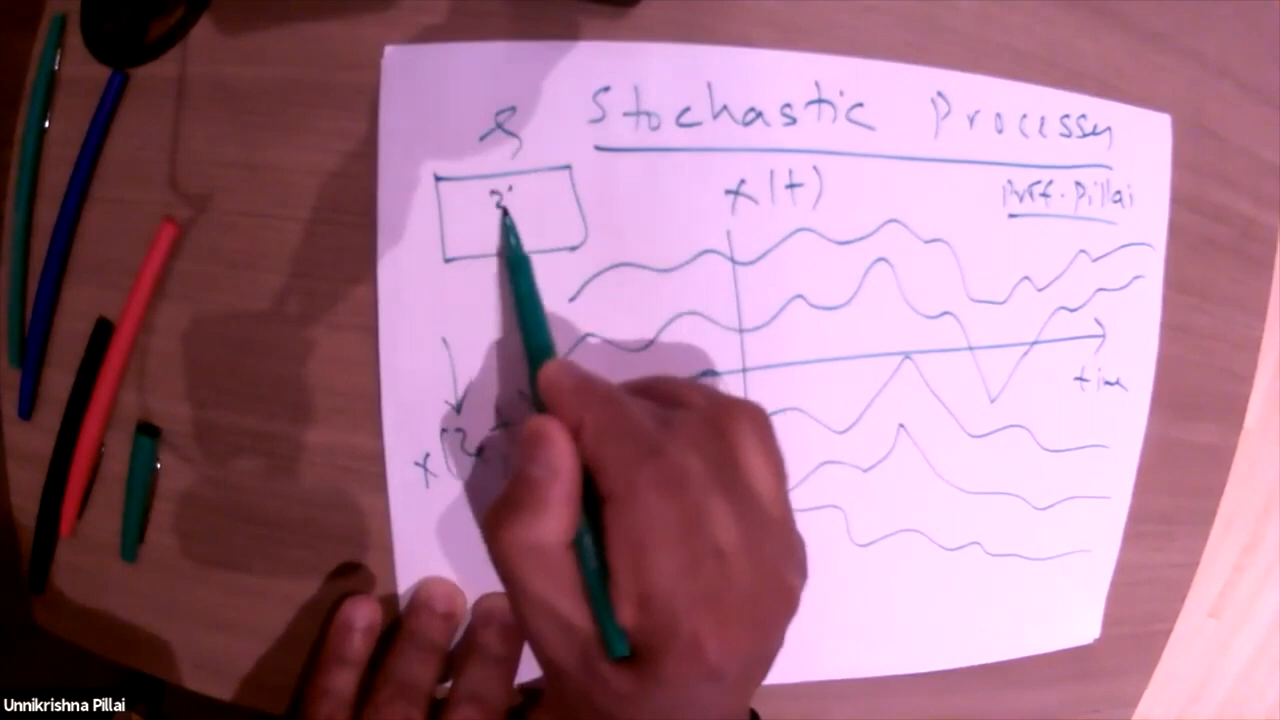 Stochastic Processes
S
x(t)
Prof. Pillai
time
x(
Unnikrishna Pillai